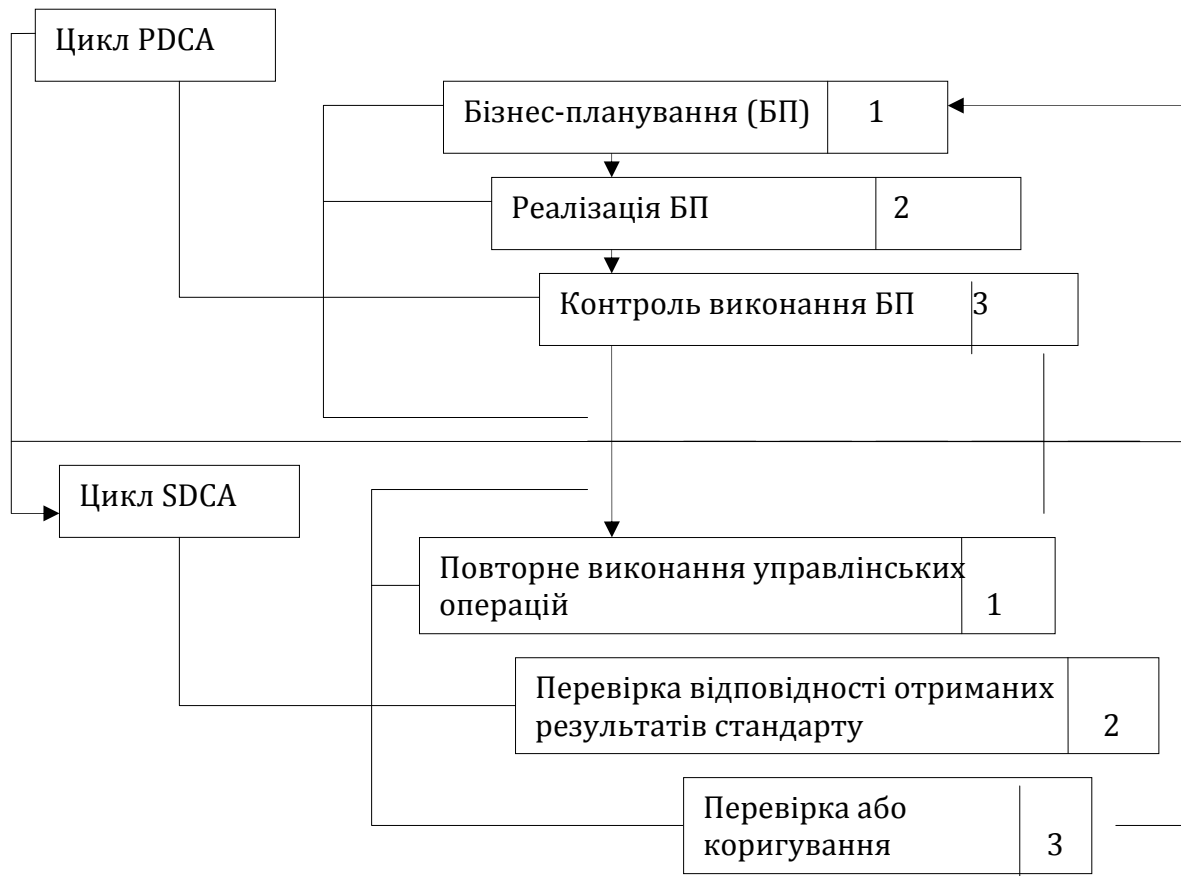 Цикл PDCA
Бізнес-планування (БП) 1
Реалізація БП 2
Контроль виконання БП 3
Цикл SDCA
Повторне виконання управлінських
операцій 1
Перевірка відповідності отриманих
результатів стандарту 2
Перевірка або
коригування 3